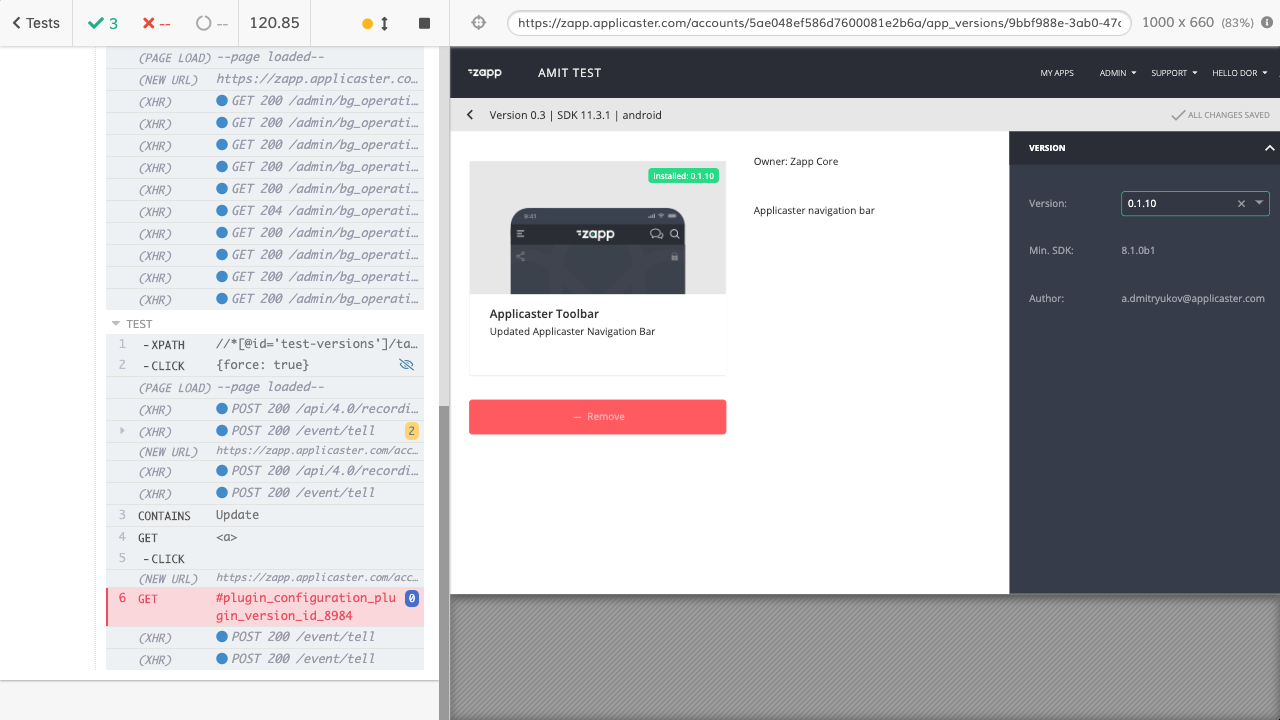 Tests
3
--
--
120.85
https://zapp.applicaster.com/accounts/5ae048ef586d7600081e2b6a/app_versions/9bbf988e-3ab0-47c
1000 x 660 (83%)
(PAGE LOAD) --page loaded--
(NEW URL) https://zapp.applicaster.co...
(XHR) GET 200 /admin/bg_operati...
(XHR) GET 200 /admin/bg_operati...
(XHR) GET 200 /admin/bg_operati...
(XHR) GET 200 /admin/bg_operati...
(XHR) GET 200 /admin/bg_operati...
(XHR) GET 204 /admin/bg_operati...
(XHR) GET 200 /admin/bg_operati...
(XHR) GET 200 /admin/bg_operati...
(XHR) GET 200 /admin/bg_operati...
(XHR) GET 200 /admin/bg_operati...
TEST
1 -XPATH //*[@id='test-versions']/ta...
2 -CLICK {force: true}
(PAGE LOAD) --page loaded--
(XHR) POST 200 /api/4.0/recordi...
(XHR) POST 200 /event/tell 2
(NEW URL) https://zapp.applicaster.com/acc...
(XHR) POST 200 /api/4.0/recordi...
(XHR) POST 200 /event/tell
3 CONTAINS Update
4 GET <a>
5 -CLICK
(NEW URL) https://zapp.applicaster.com/acc...
6 GET #plugin_configuration_plu 0
gin_version_id_8984
(XHR) POST 200 /event/tell
(XHR) POST 200 /event/tell
zapp AMIT TEST MY APPS ADMIN SUPPORT HELLO DOR
Version 0.3 | SDK 11.3.1 | android ALL CHANGES SAVED
installed: 0.1.10
9:41
zapp
Applicaster Toolbar
Updated Applicaster Navigation Bar
— Remove
Owner: Zapp Core
Applicaster navigation bar
VERSION
Version: 0.1.10
Min. SDK: 8.1.0b1
Author: a.dmitryukov@applicaster.com